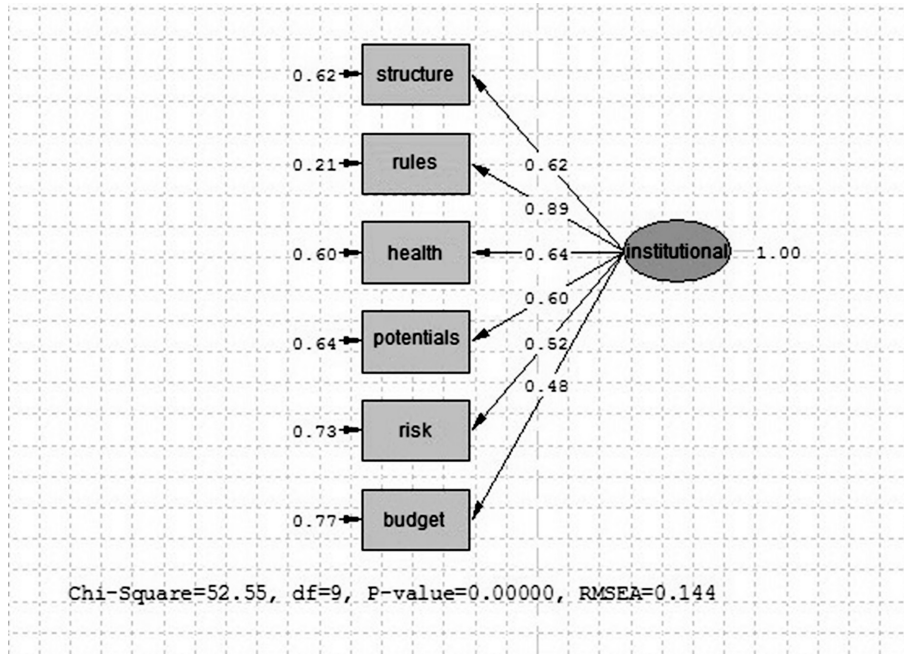 0.62 structure
0.62
0.21 rules
0.89
0.60 health 0.64 institutional 1.00
0.60
0.64 potentials 0.52
0.48
0.73 risk
0.77 budget
Chi-Square=52.55, df=9, P-value=0.00000, RMSEA=0.144